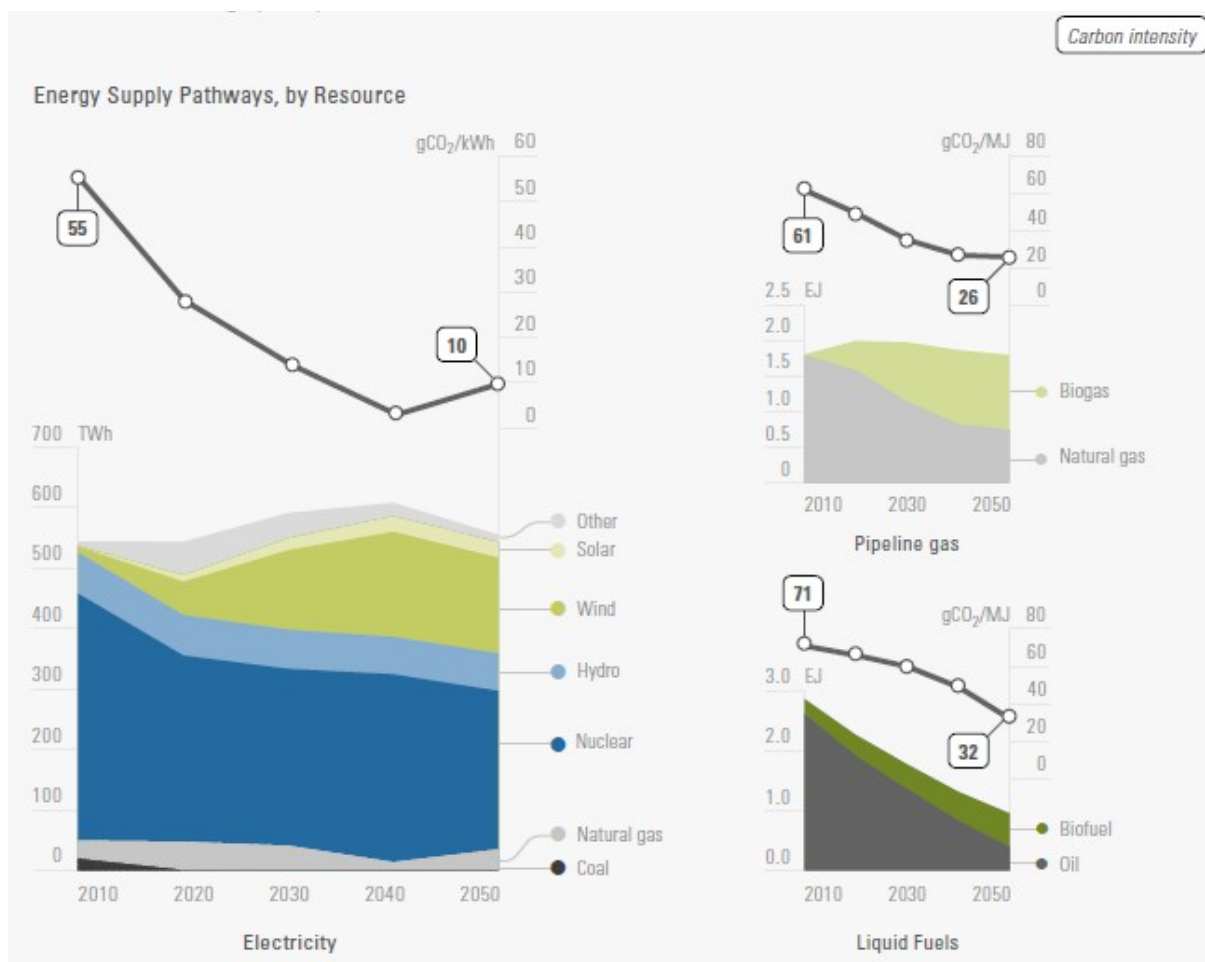 Carbon intensity
Energy Supply Pathways, by Resource
gCO₂/kWh 60
50
40
30
20
10
0
55
10
700 TWh
600
500
400
300
200
100
0
Other
Solar
Wind
Hydro
Nuclear
Natural gas
Coal
2010 2020 2030 2040 2050
Electricity
gCO₂/MJ 80
60
40
20
0
61
26
2.5 EJ
2.0
1.5
1.0
0.5
0
Biogas
Natural gas
2010 2030 2050
Pipeline gas
71
gCO₂/MJ 80
60
40
20
0
32
3.0 EJ
2.0
1.0
0.0
Biofuel
Oil
2010 2030 2050
Liquid Fuels